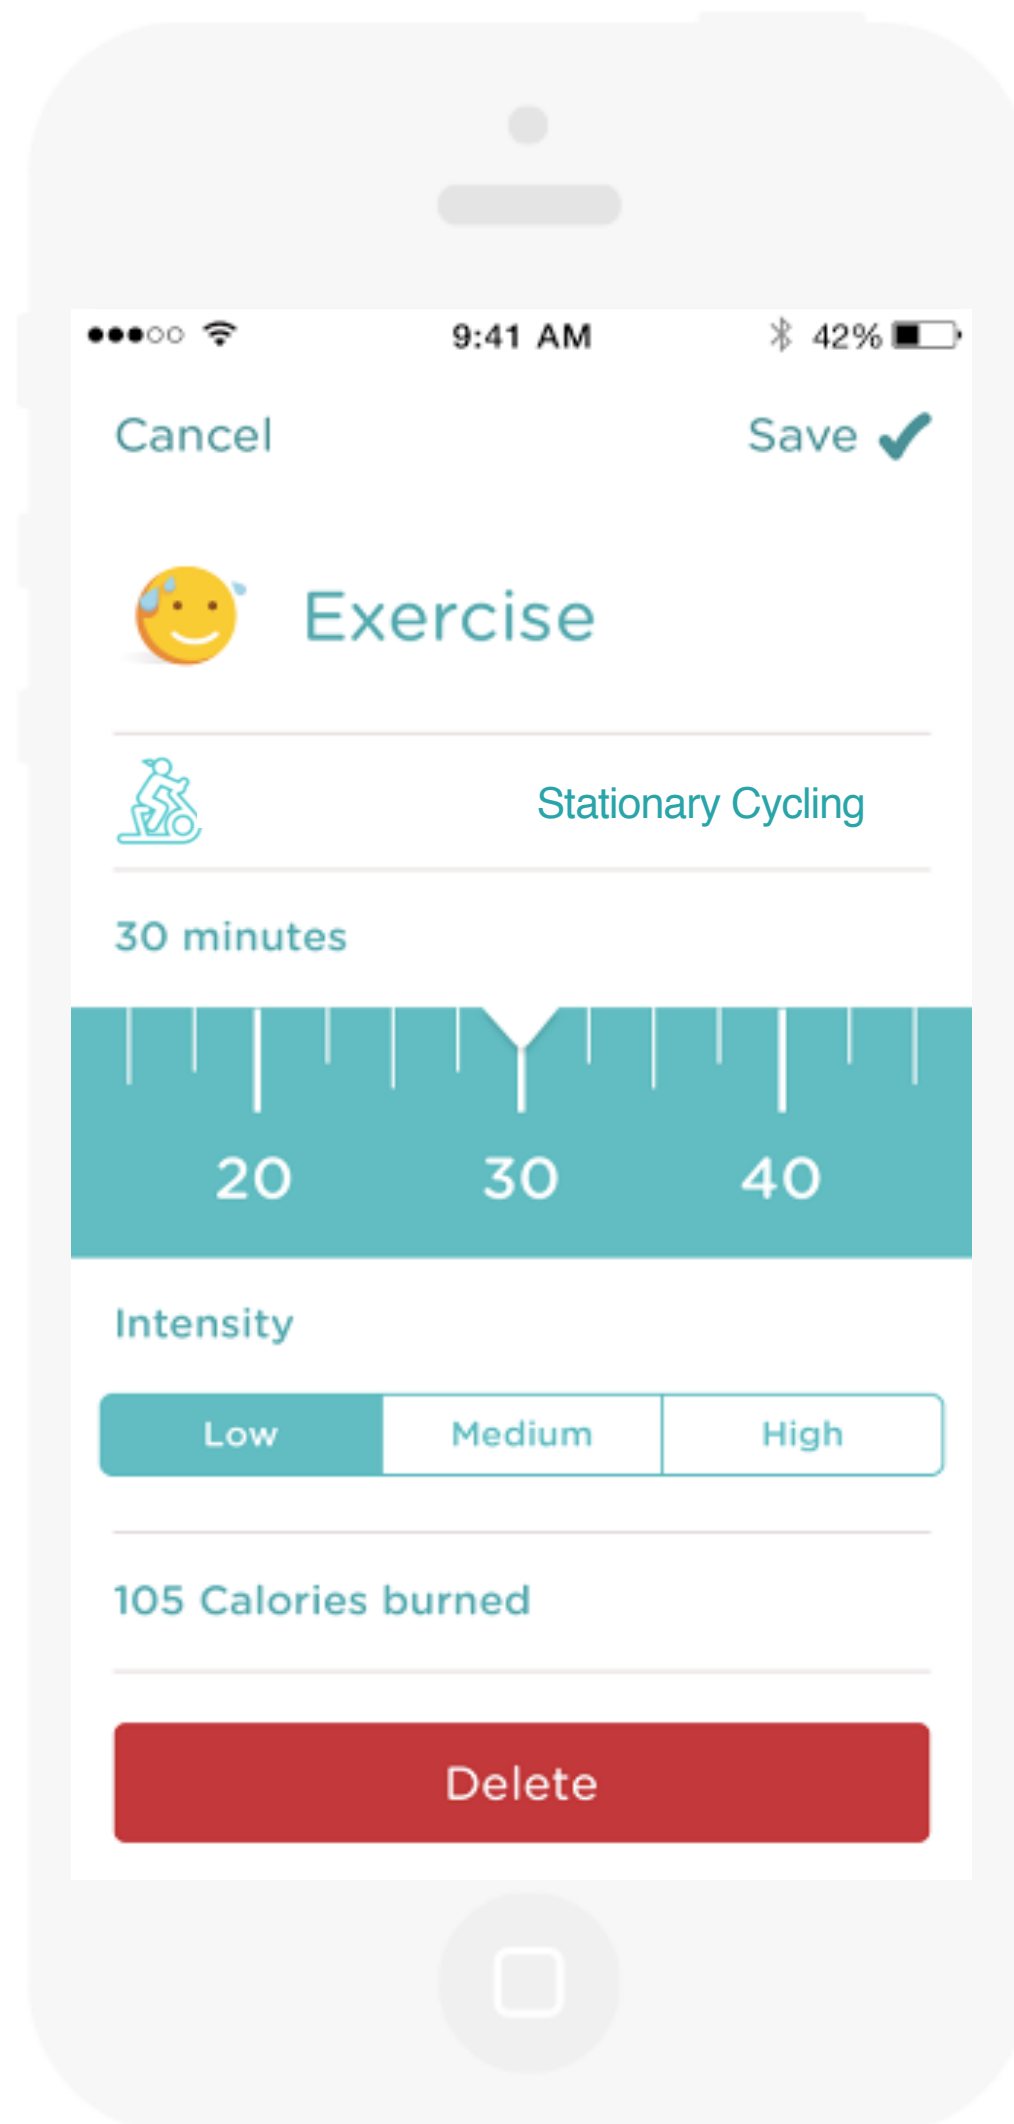 9:41 AM 42%
Cancel Save
Exercise
Stationary Cycling
30 minutes
20 30 40
Intensity
Low Medium High
105 Calories burned
Delete